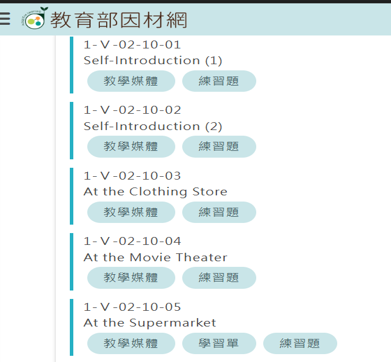 教育部因材網
1-Ⅴ-02-10-01
Self-Introduction (1)
教學媒體 練習題
1-Ⅴ-02-10-02
Self-Introduction (2)
教學媒體 練習題
1-Ⅴ-02-10-03
At the Clothing Store
教學媒體 練習題
1-Ⅴ-02-10-04
At the Movie Theater
教學媒體 練習題
1-Ⅴ-02-10-05
At the Supermarket
教學媒體 學習單 練習題